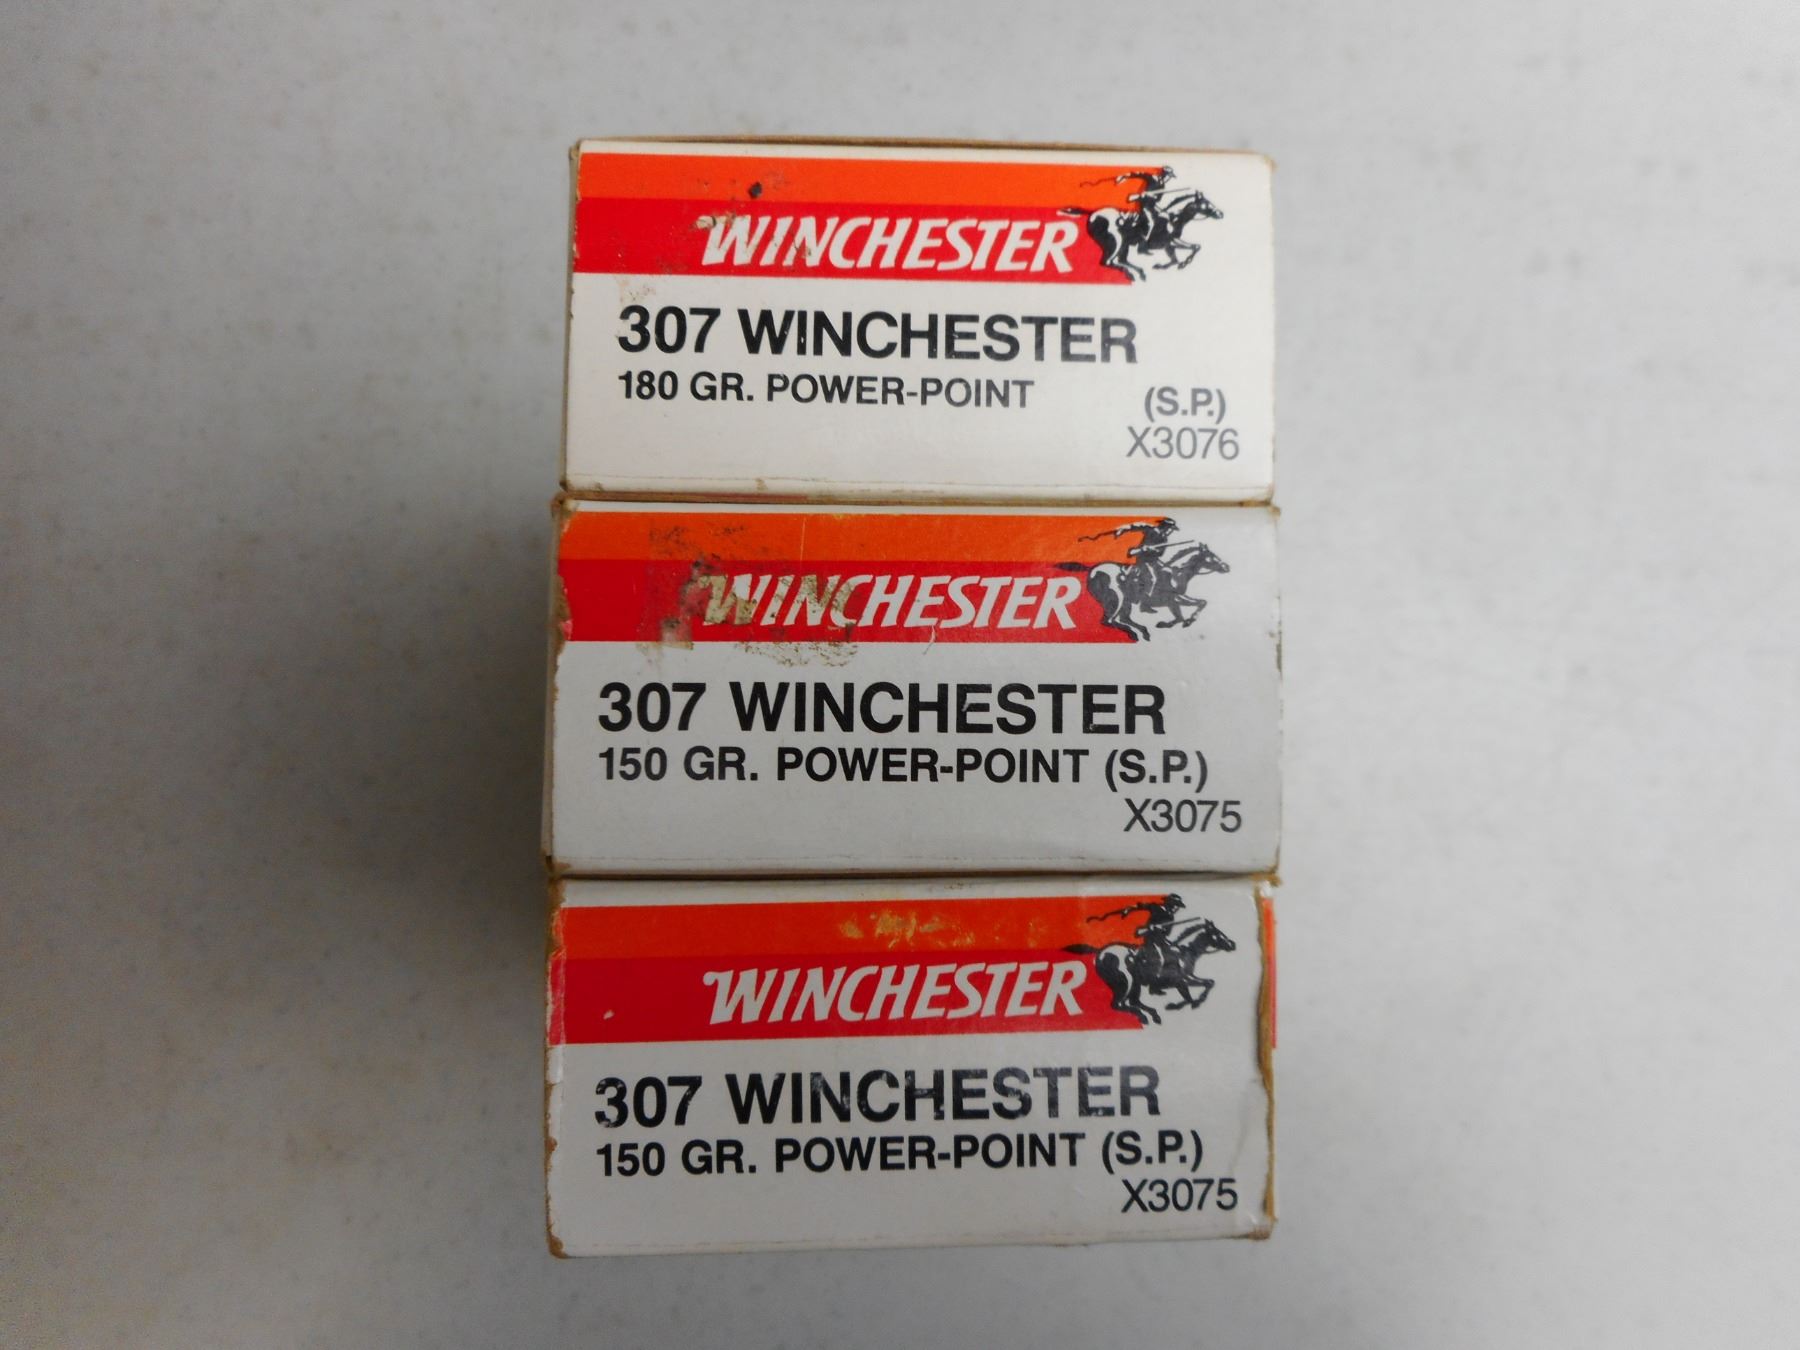 WINCHESTER
307 WINCHESTER
180 GR. POWER-POINT (S.P.)
X3076
WINCHESTER
307 WINCHESTER
150 GR. POWER-POINT (S.P.)
X3075
WINCHESTER
307 WINCHESTER
150 GR. POWER-POINT (S.P.)
X3075